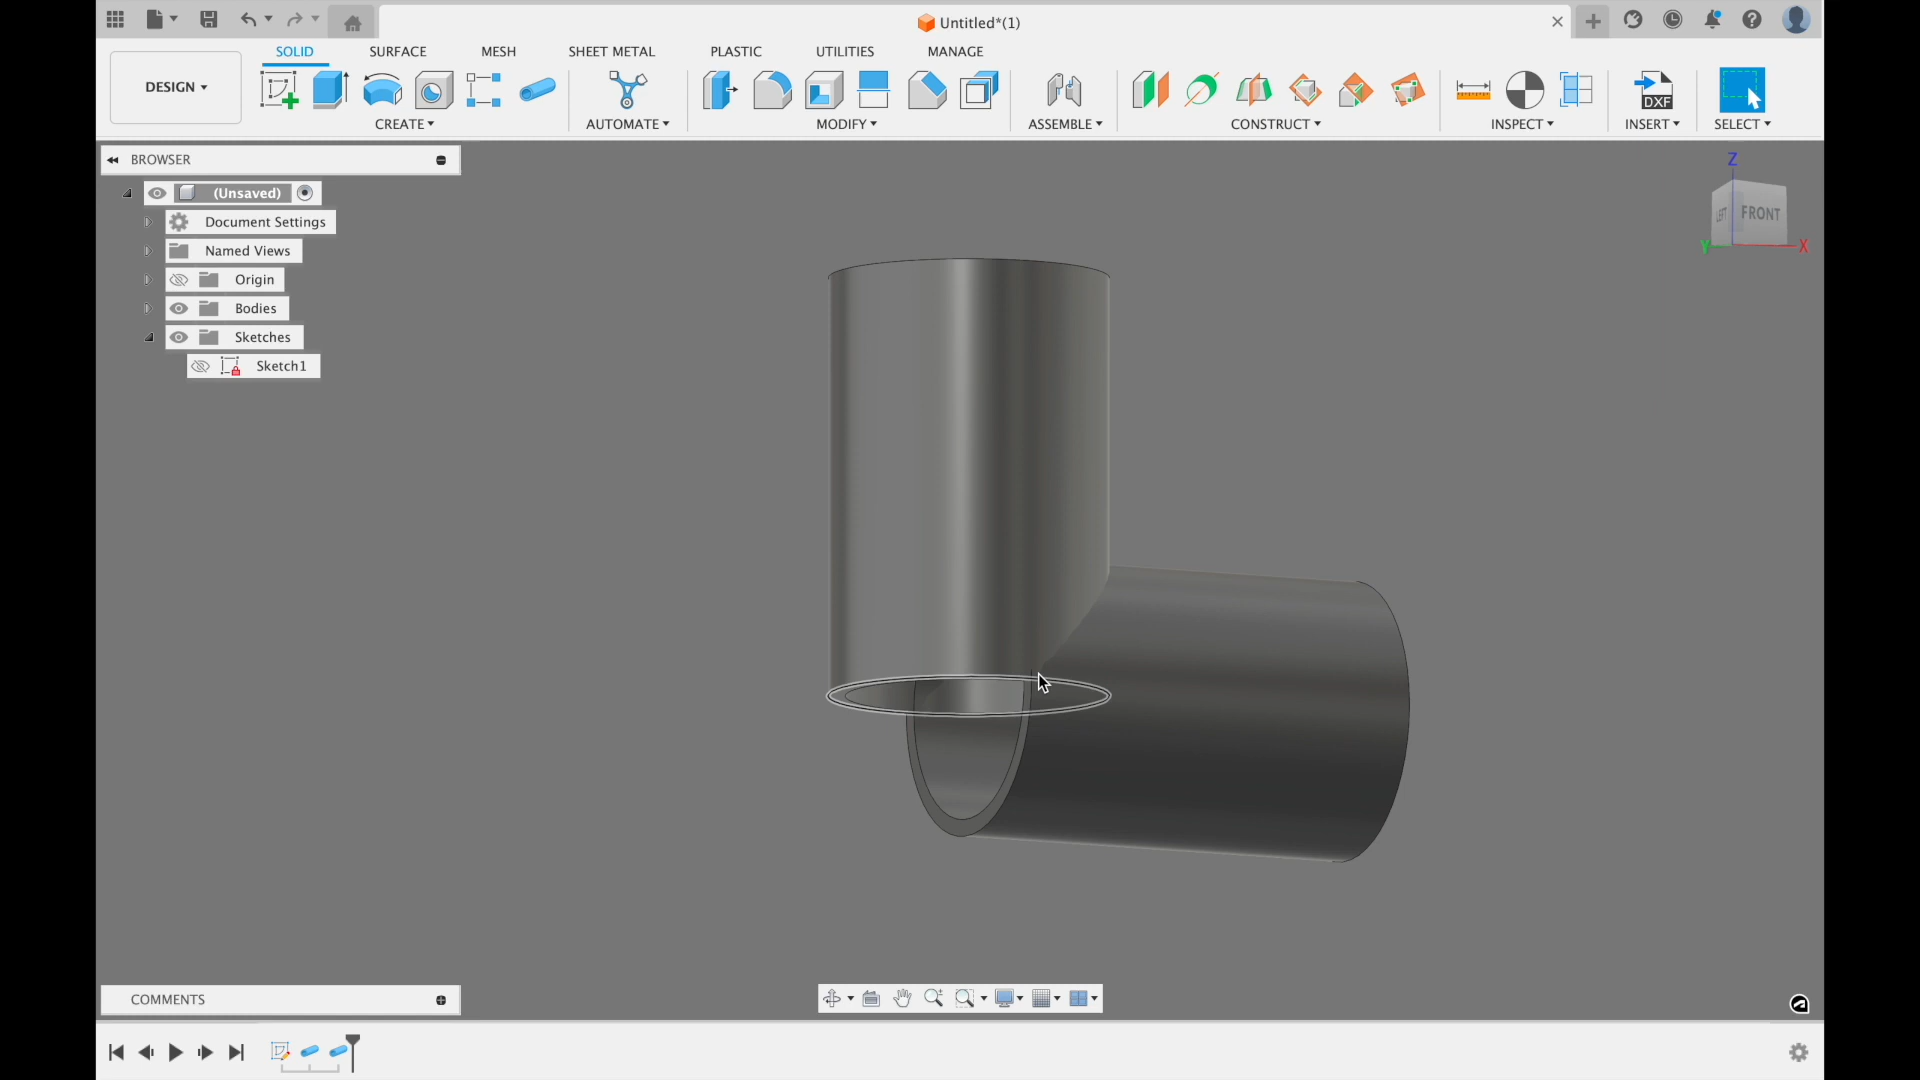 Untitled*(1)
SOLID SURFACE MESH SHEET METAL PLASTIC UTILITIES MANAGE
DESIGN
DXF
CREATE AUTOMATE MODIFY ASSEMBLE CONSTRUCT INSPECT INSERT SELECT
BROWSER
(Unsaved)
Document Settings
Named Views
Origin
Bodies
Sketches
Sketch1
Z
LEFT FRONT
Y X
COMMENTS